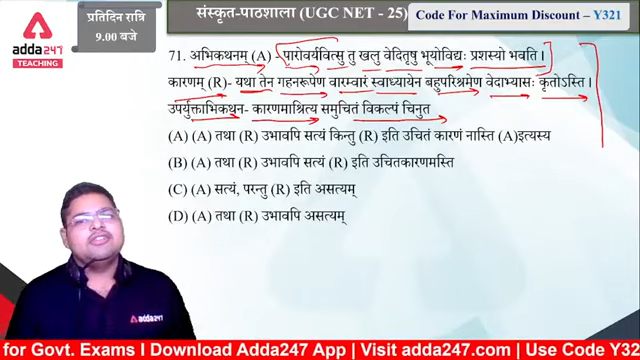 adda247
TEACHING
प्रतिदिन रात्रि
9.00 बजे
संस्कृत-पाठशाला (UGC NET - 25)
Code For Maximum Discount – Y321
71. अभिकथनम् (A) - पारोवर्यवित्सु तु खलु वेदितृषु भूयोविद्यः प्रशस्यो भवति ।
कारणम् (R)- यथा तेन गहनरूपेण वारम्वारं स्वाध्यायेन बहुपरिश्रमेण वेदाभ्यासः कृतोऽस्ति ।
उपर्युक्ताभिकथन - कारणमाश्रित्य समुचितं विकल्पं चिनुत
(A) (A) तथा (R) उभावपि सत्यं किन्तु (R) इति उचितं कारणं नास्ति (A)इत्यस्य
(B) (A) तथा (R) उभावपि सत्यं (R) इति उचितकारणमस्ति
(C) (A) सत्यं, परन्तु (R) इति असत्यम्
(D) (A) तथा (R) उभावपि असत्यम्
adda247
for Govt. Exams I Download Adda247 App | Visit adda247.com | Use Code Y32